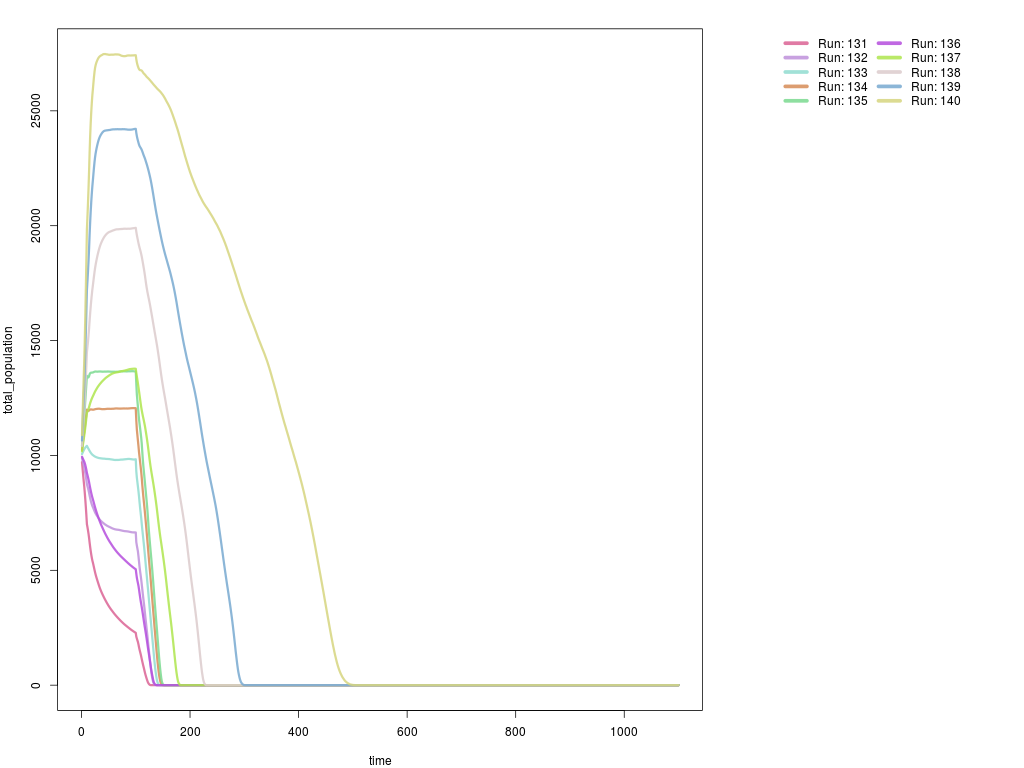 Run: 131
Run: 132
Run: 133
Run: 134
Run: 135
Run: 136
Run: 137
Run: 138
Run: 139
Run: 140
total_population
25000
20000
15000
10000
5000
0
0 200 400 600 800 1000
time